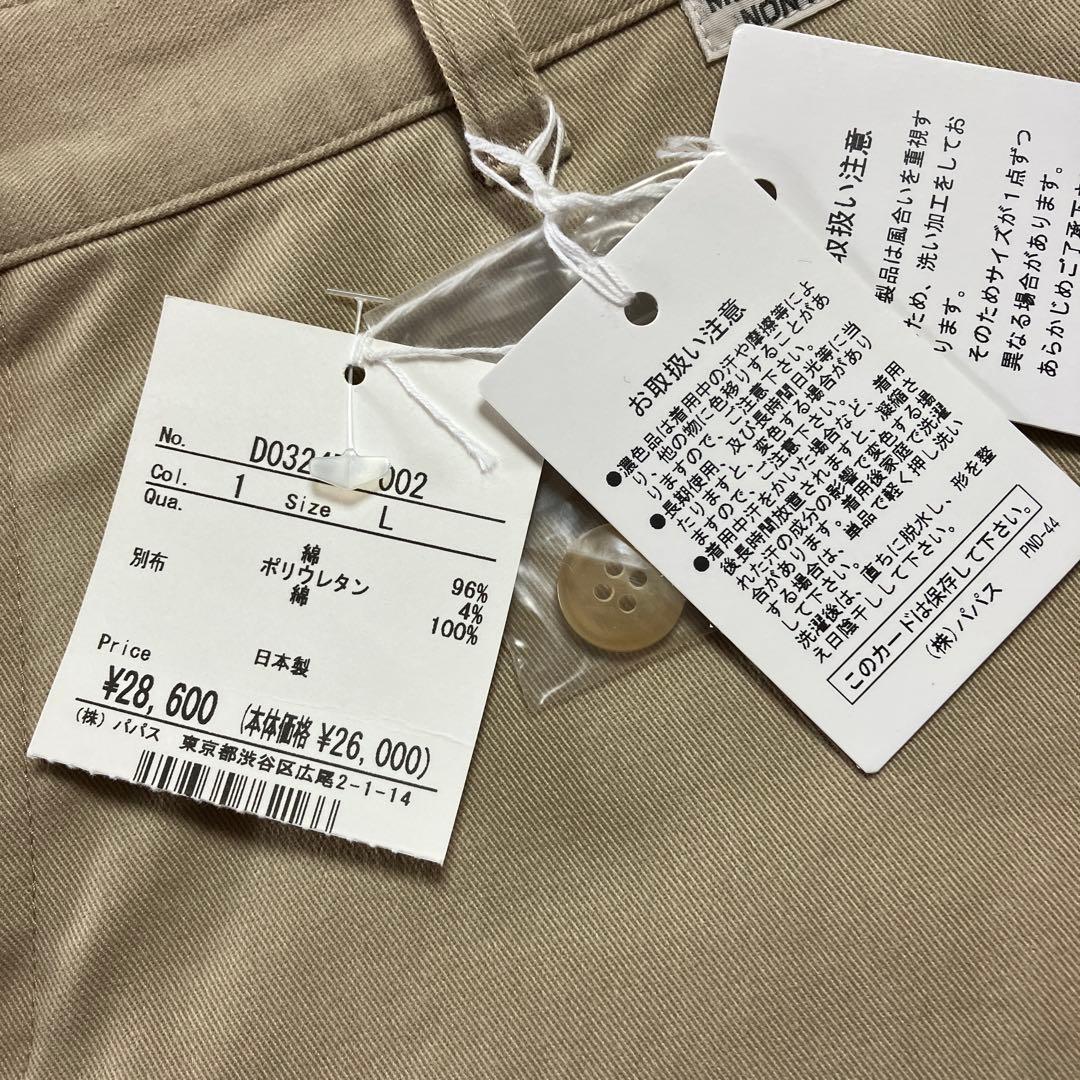 No. D032 002
Col. 1 Size L
Qua.
綿 96%
ポリウレタン 4%
別布 綿 100%
日本製
Price
¥28,600 (本体価格 ¥26,000)
(株) パパス 東京都渋谷区広尾2-1-14
お取扱い注意
●濃色品は着用中の汗や摩擦等によ
り、他の物に色移りすることがあ
りますので、ご注意下さい。
●長期使用、及び長時間日光等に当
たりますと、変色する場合があり
ますので、ご注意下さい。
●着用中汗をかいた場合など、着用
後長時間放置されますと、凝縮さ
れた汗の成分の影響で変色する場
合があります。着用後家庭で洗濯
する場合は、単品で軽く押し洗い
して下さい。
洗濯後は、直ちに脱水し、形を整
え日陰干しして下さい。
このカードは保存して下さい。
(株) パパス PND-44
取扱い注意
製品は風合いを重視す
ため、洗い加工をしてお
ります。
そのためサイズが1点ずつ
異なる場合があります。
あらかじめご了承下
NON